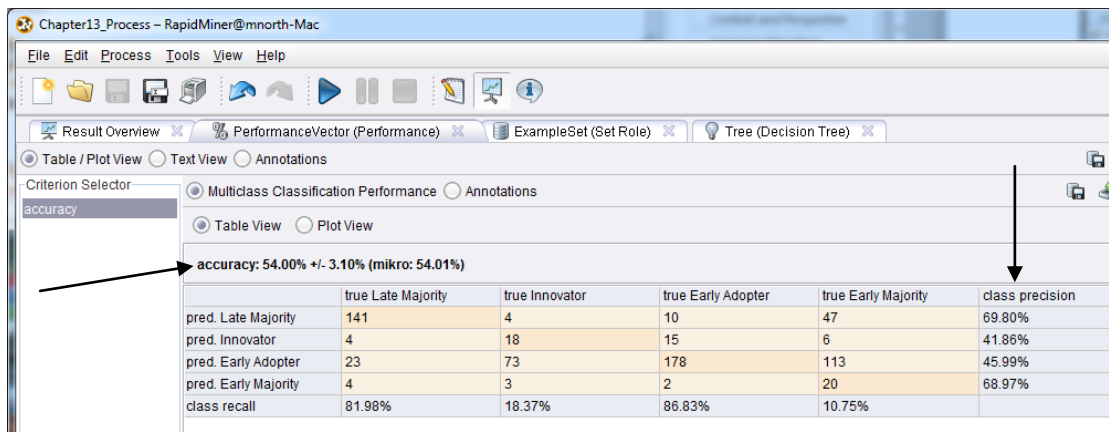 Chapter13_Process – RapidMiner@mnorth-Mac
File Edit Process Tools View Help
Result Overview PerformanceVector (Performance) ExampleSet (Set Role) Tree (Decision Tree)
Table / Plot View Text View Annotations
Criterion Selector
accuracy
Multiclass Classification Performance Annotations
Table View Plot View
accuracy: 54.00% +/- 3.10% (mikro: 54.01%)
true Late Majority true Innovator true Early Adopter true Early Majority class precision
pred. Late Majority 141 4 10 47 69.80%
pred. Innovator 4 18 15 6 41.86%
pred. Early Adopter 23 73 178 113 45.99%
pred. Early Majority 4 3 2 20 68.97%
class recall 81.98% 18.37% 86.83% 10.75%